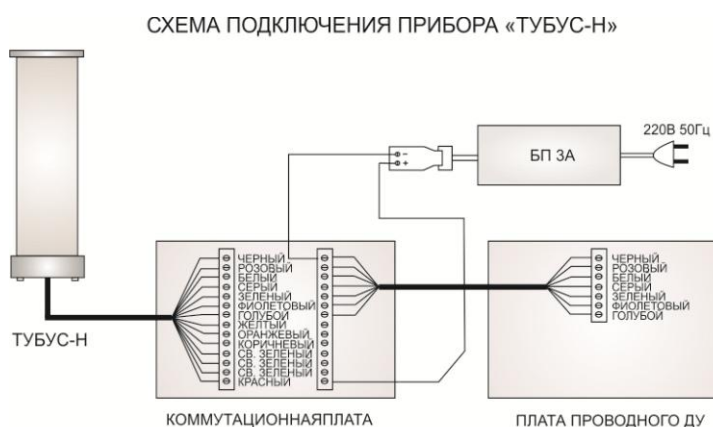 СХЕМА ПОДКЛЮЧЕНИЯ ПРИБОРА «ТУБУС-Н»
220В 50Гц
БП 3А
-
+
ЧЕРНЫЙ
РОЗОВЫЙ
БЕЛЫЙ
СЕРЫЙ
ЗЕЛЕНЫЙ
ФИОЛЕТОВЫЙ
ГОЛУБОЙ
ЖЕЛТЫЙ
ОРАНЖЕВЫЙ
КОРИЧНЕВЫЙ
СВ. ЗЕЛЕНЫЙ
СВ. ЗЕЛЕНЫЙ
СВ. ЗЕЛЕНЫЙ
КРАСНЫЙ
ЧЕРНЫЙ
РОЗОВЫЙ
БЕЛЫЙ
СЕРЫЙ
ЗЕЛЕНЫЙ
ФИОЛЕТОВЫЙ
ГОЛУБОЙ
ТУБУС-Н
КОММУТАЦИОННАЯПЛАТА
ПЛАТА ПРОВОДНОГО ДУ